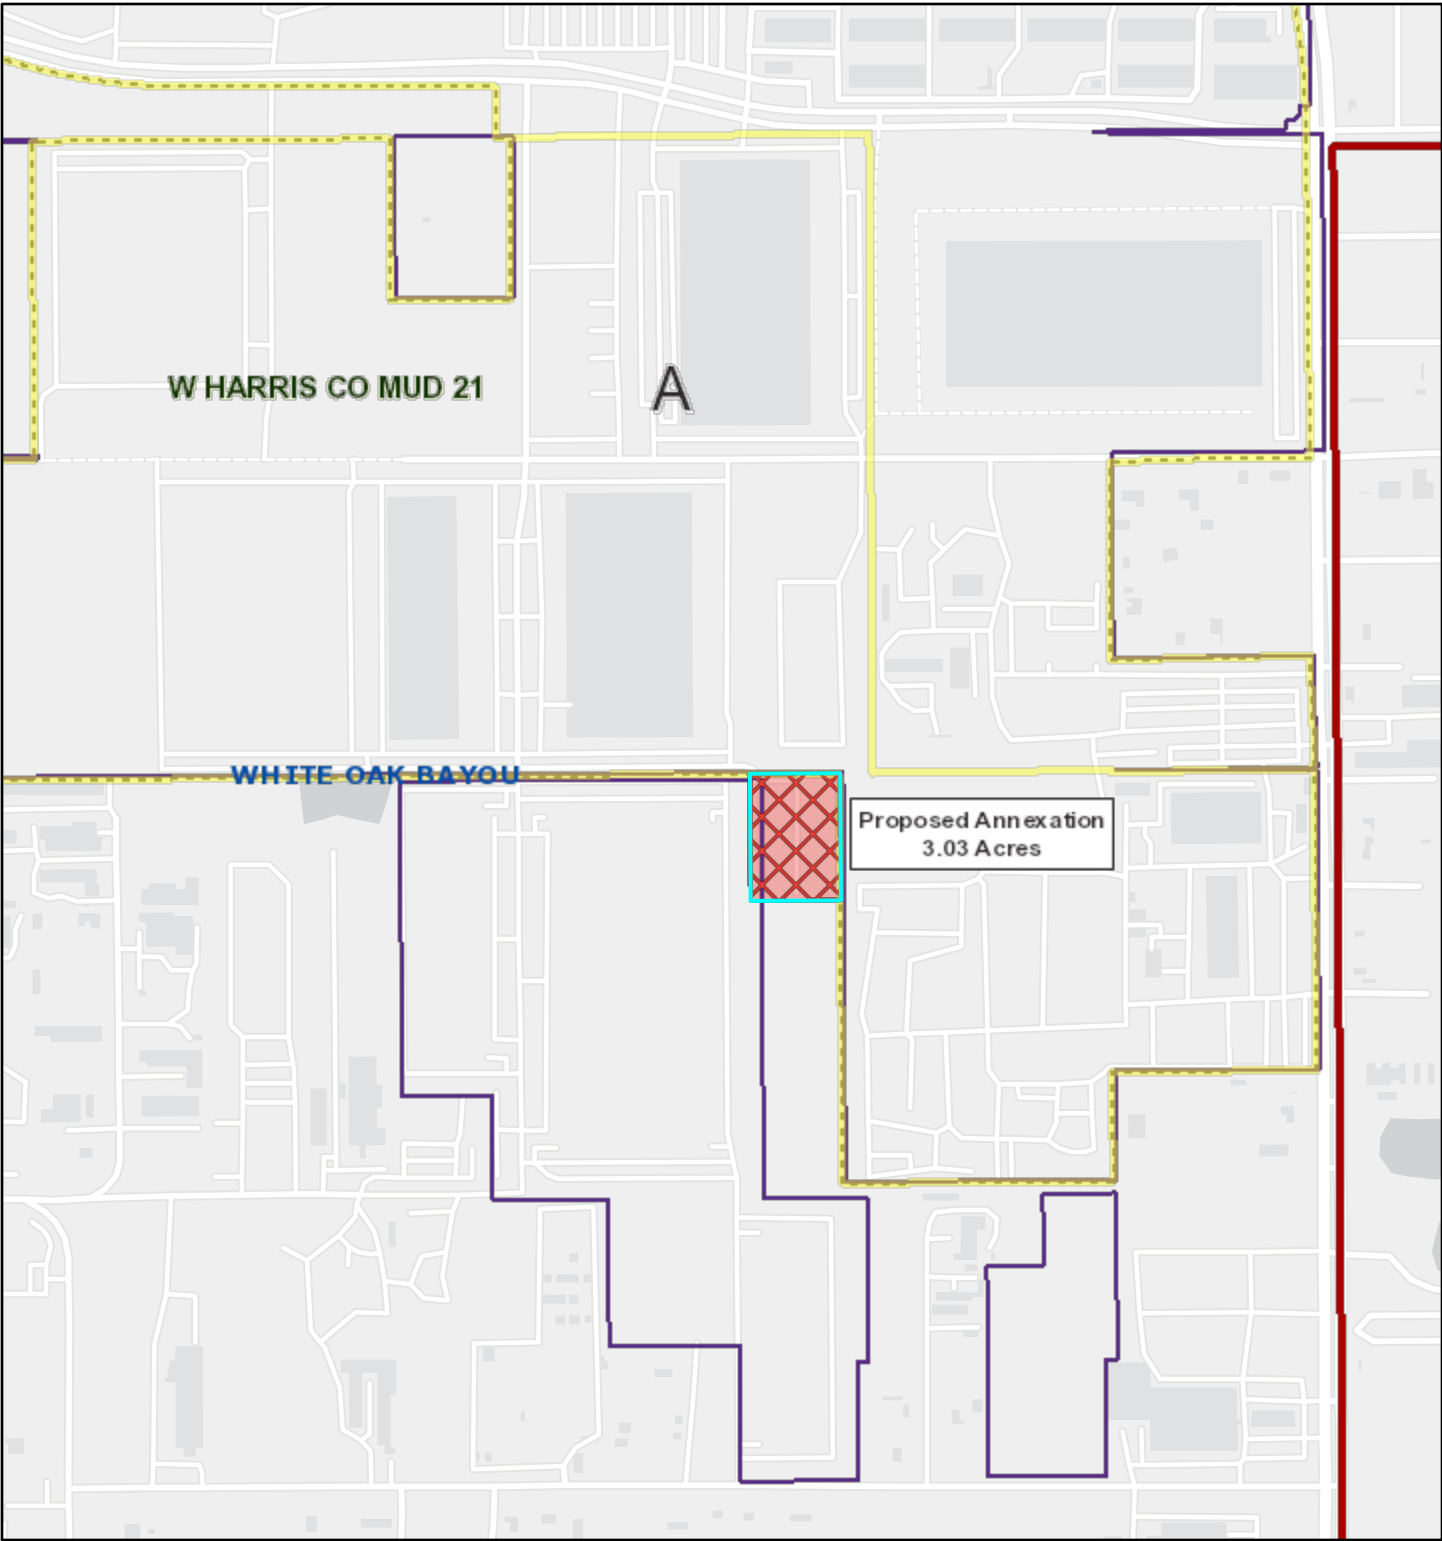 W HARRIS CO MUD 21
A
WHITE OAK BAYOU
Proposed Annexation
3.03 Acres